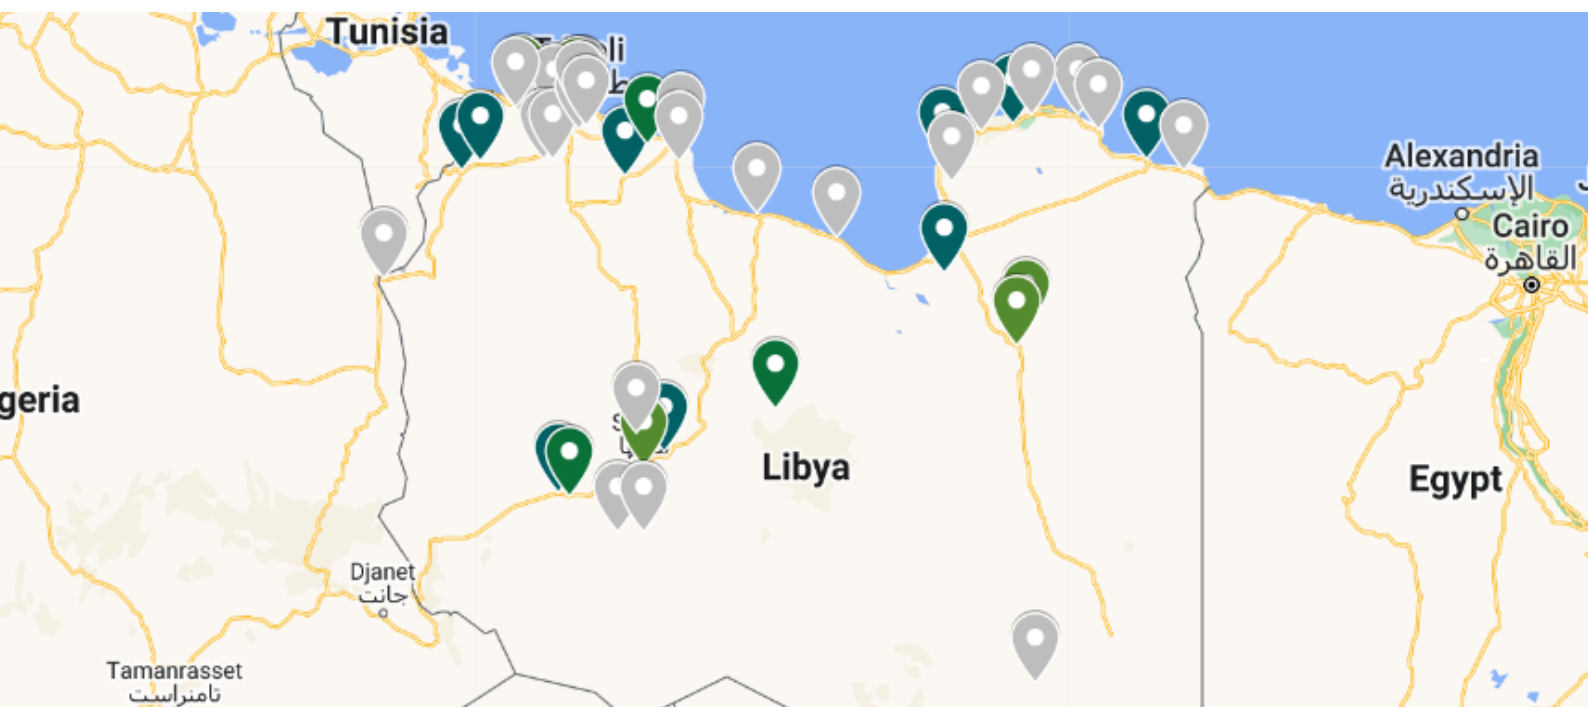 Tunisia
Alexandria
الإسكندرية
Cairo
القاهرة
geria
Libya
Egypt
Djanet
جانت
Tamanrasset
تامنراست